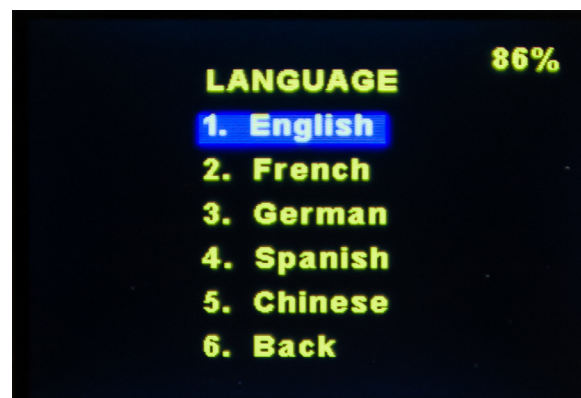 86%
LANGUAGE
1. English
2. French
3. German
4. Spanish
5. Chinese
6. Back